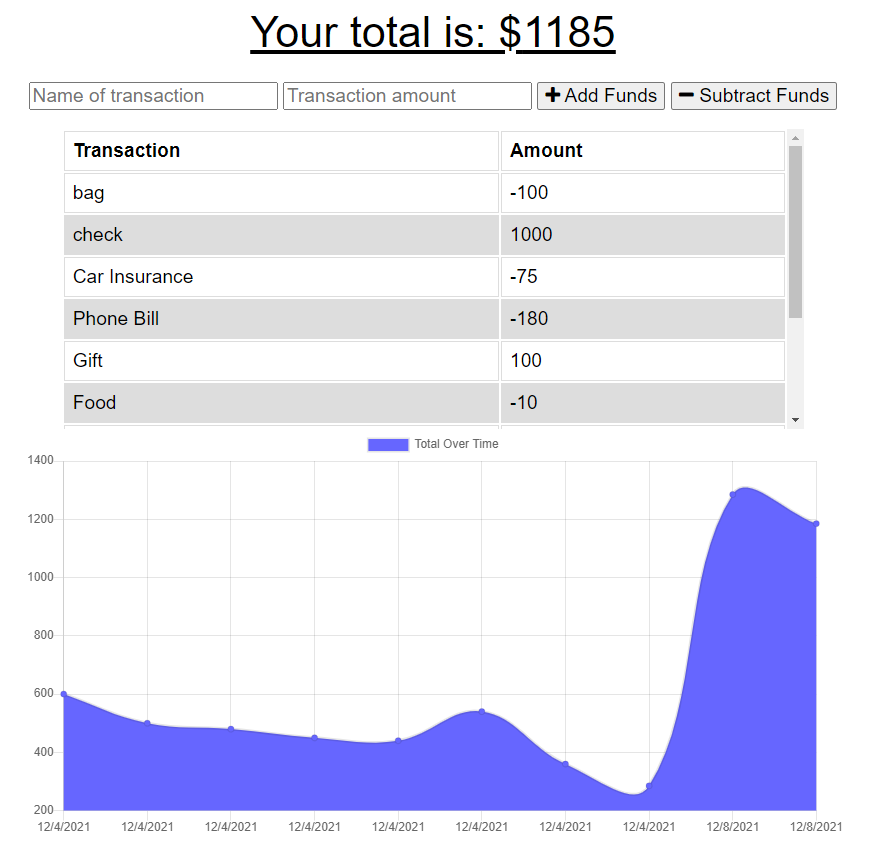 Your total is: $1185
Name of transaction Transaction amount Add Funds Subtract Funds
Transaction Amount
bag -100
check 1000
Car Insurance -75
Phone Bill -180
Gift 100
Food -10
Total Over Time
1400
1200
1000
800
600
400
200
12/4/2021 12/4/2021 12/4/2021 12/4/2021 12/4/2021 12/4/2021 12/4/2021 12/4/2021 12/8/2021 12/8/2021